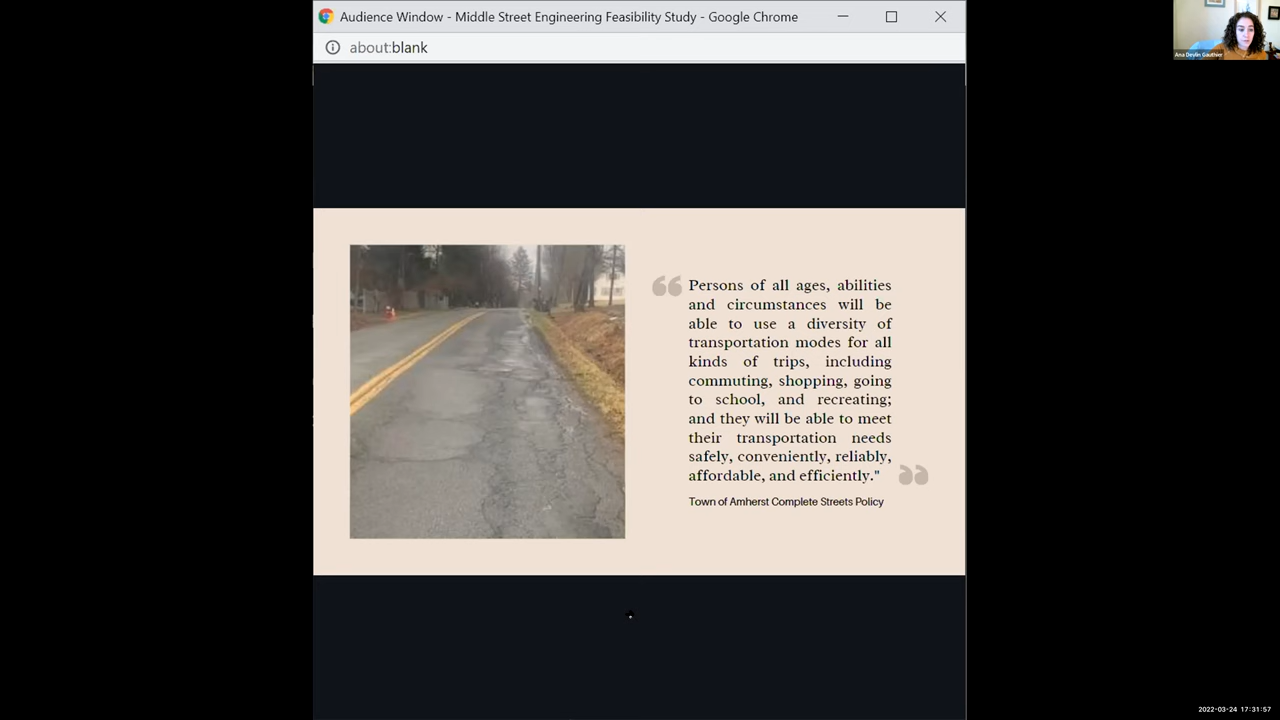 Audience Window - Middle Street Engineering Feasibility Study - Google Chrome
about:blank
Ana Devlin Gauthier
“ Persons of all ages, abilities
and circumstances will be
able to use a diversity of
transportation modes for all
kinds of trips, including
commuting, shopping, going
to school, and recreating;
and they will be able to meet
their transportation needs
safely, conveniently, reliably,
affordable, and efficiently." ”
Town of Amherst Complete Streets Policy
2022-03-24 17:31:57